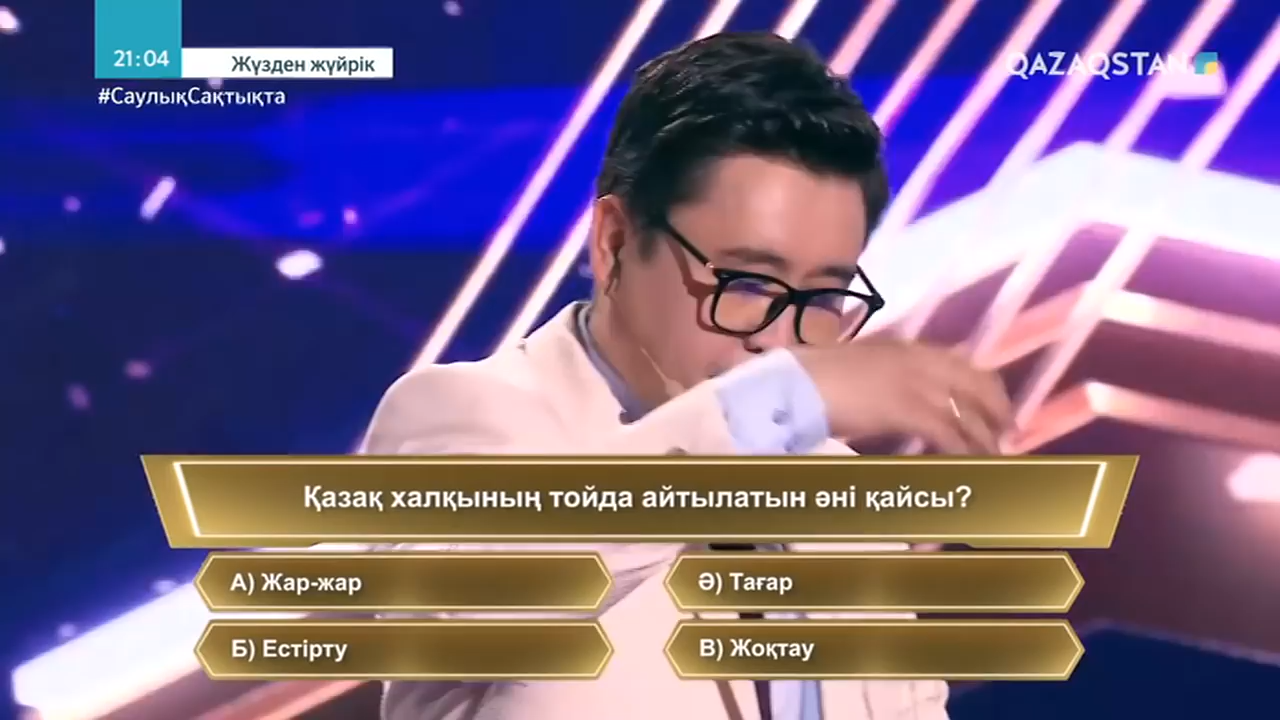 21:04
Жүзден жүйрік
QAZAQSTAN
#СаулықСақтықта
Қазақ халқының тойда айтылатын әні қайсы?
А) Жар-жар
Ә) Тағар
Б) Естірту
В) Жоқтау